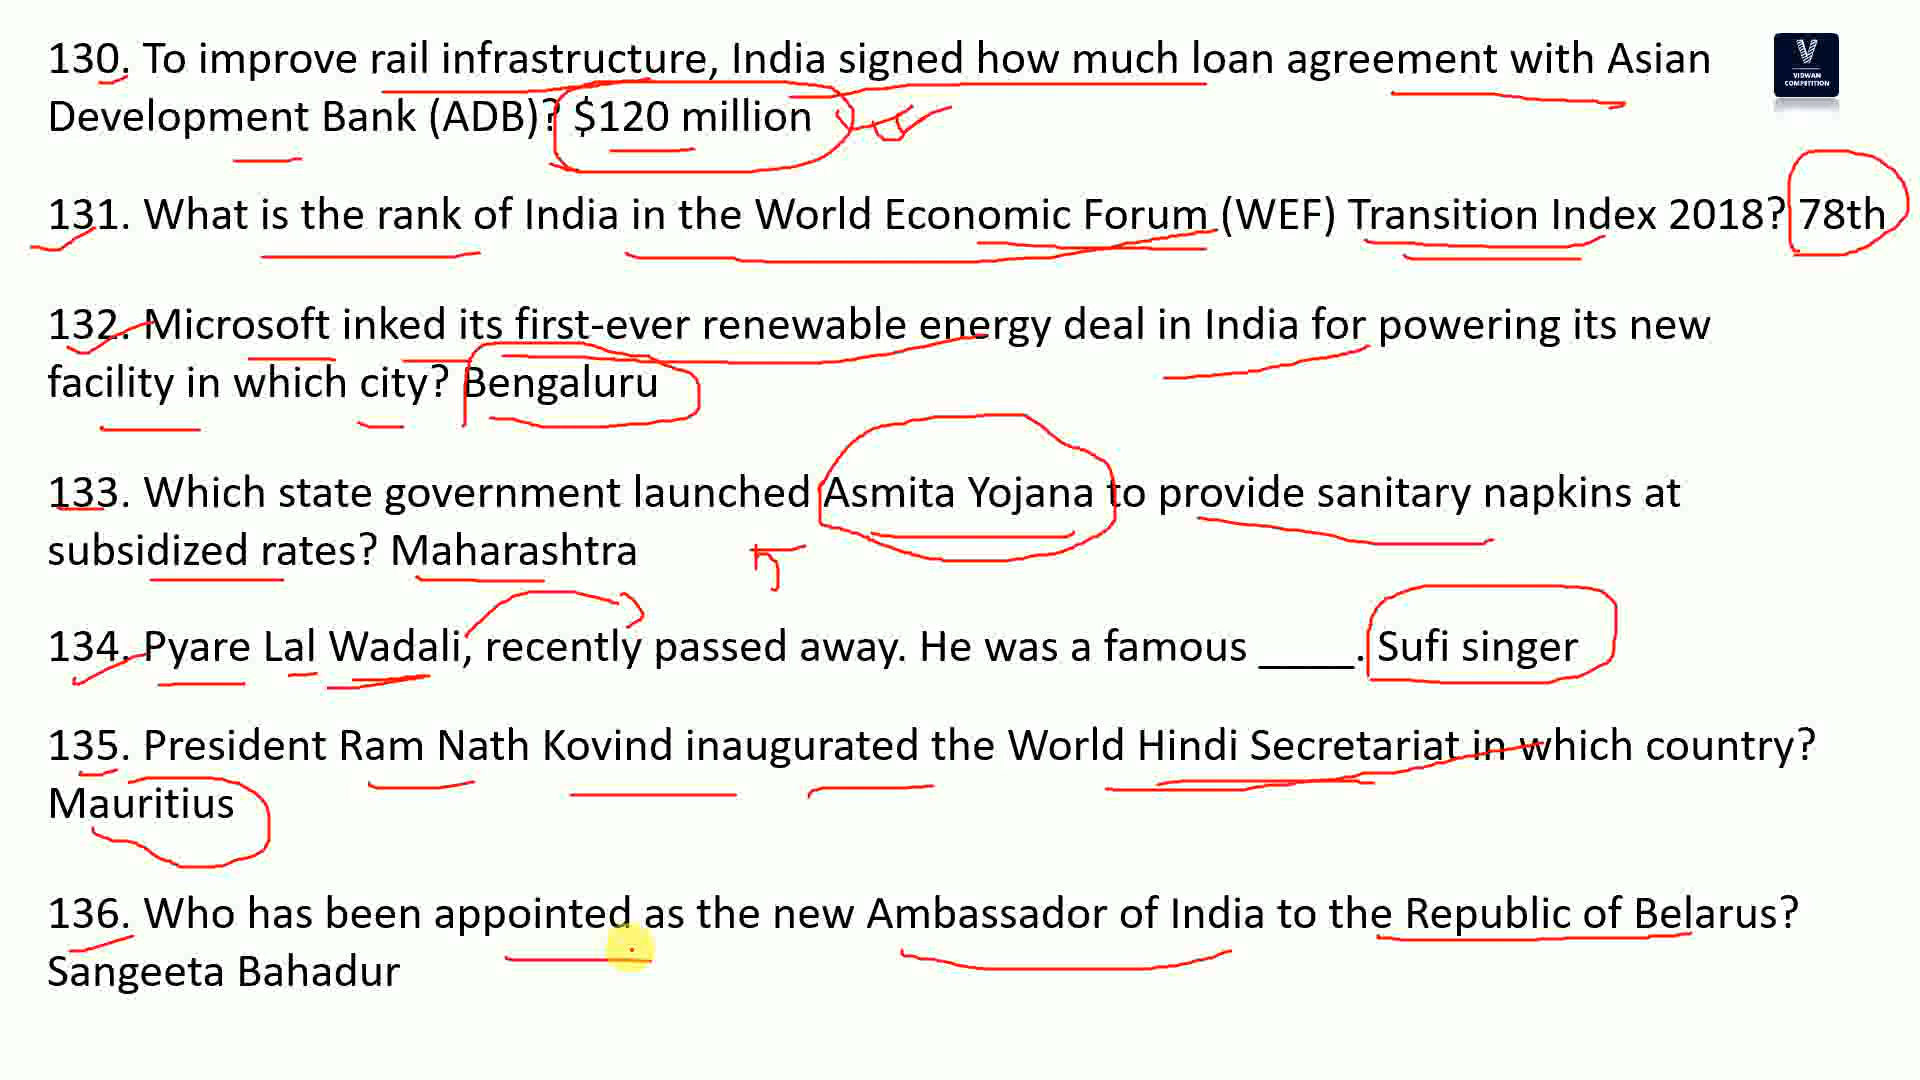 130. To improve rail infrastructure, India signed how much loan agreement with Asian
Development Bank (ADB)? $120 million
VIDWAN
COMPETITION
131. What is the rank of India in the World Economic Forum (WEF) Transition Index 2018? 78th
132. Microsoft inked its first-ever renewable energy deal in India for powering its new
facility in which city? Bengaluru
133. Which state government launched Asmita Yojana to provide sanitary napkins at
subsidized rates? Maharashtra
134. Pyare Lal Wadali, recently passed away. He was a famous ____. Sufi singer
135. President Ram Nath Kovind inaugurated the World Hindi Secretariat in which country?
Mauritius
136. Who has been appointed as the new Ambassador of India to the Republic of Belarus?
Sangeeta Bahadur